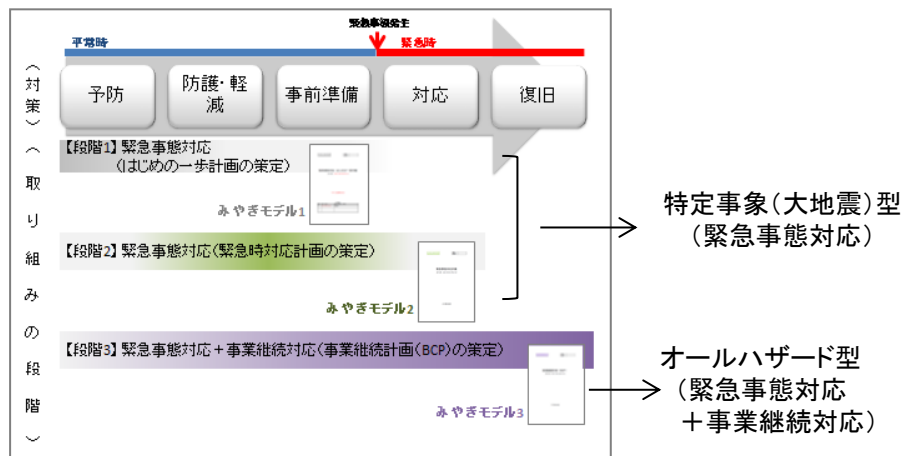 緊急事態発生
平常時
緊急時
︵対策︶
予防
防護・軽減
事前準備
対応
復旧
︵取り組みの段階︶
【段階1】緊急事態対応
(はじめの一歩計画の策定)
みやぎモデル1
【段階2】緊急事態対応(緊急時対応計画の策定)
みやぎモデル2
【段階3】緊急事態対応+事業継続対応(事業継続計画(BCP)の策定)
みやぎモデル3
特定事象(大地震)型
(緊急事態対応)
オールハザード型
(緊急事態対応
+事業継続対応)